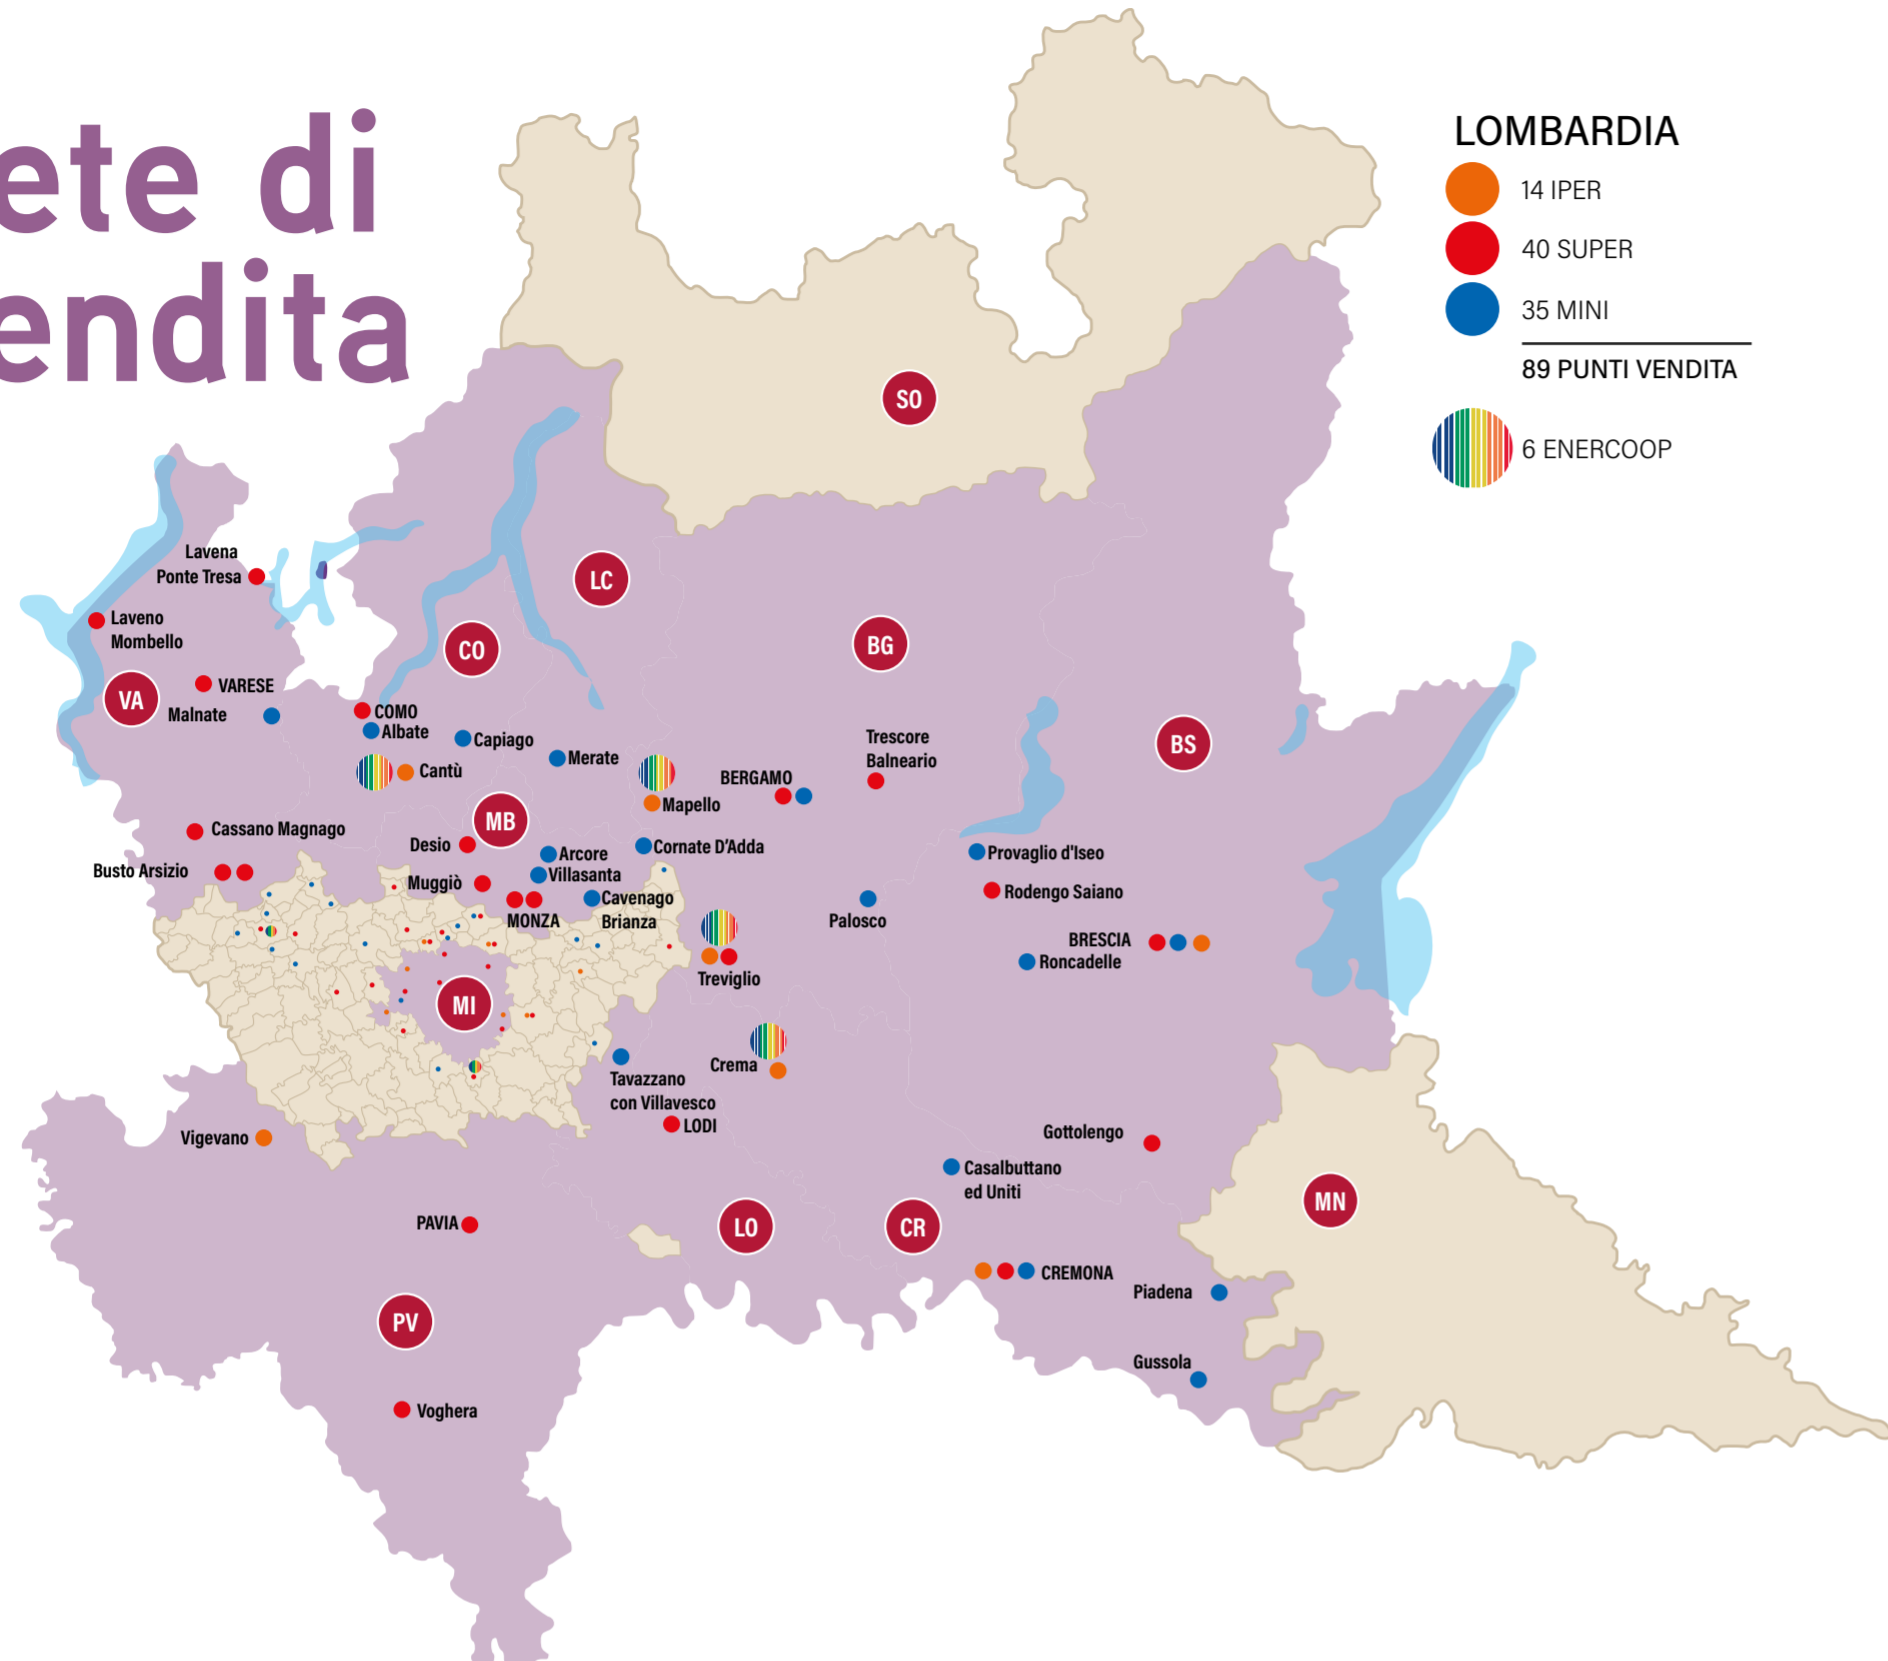 ete di
endita
LOMBARDIA
14 IPER
40 SUPER
35 MINI
89 PUNTI VENDITA
6 ENERCOOP
SO
Lavena
Ponte Tresa
LC
Laveno
Mombello
CO
BG
VA
VARESE
Malnate
COMO
Albate
Capiago
Merate
Cantù
Trescore
Balneario
BS
BERGAMO
Mapello
MB
Cassano Magnago
Desio
Arcore
Cornate D'Adda
Provaglio d'Iseo
Busto Arsizio
Muggiò
Villasanta
Rodengo Saiano
Cavenago
Brianza
MONZA
Palosco
BRESCIA
Roncadelle
Treviglio
MI
Crema
Tavazzano
con Villavesco
LODI
Vigevano
Gottolengo
Casalbuttano
ed Uniti
MN
PAVIA
LO
CR
CREMONA
Piadena
PV
Gussola
Voghera